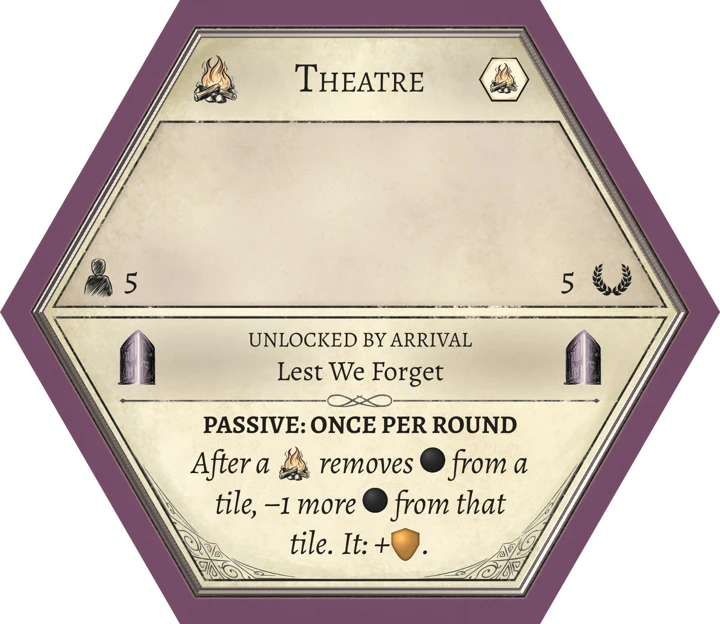 THEATRE
5
5
UNLOCKED BY ARRIVAL
Lest We Forget
PASSIVE: ONCE PER ROUND
After a removes from a
tile, –1 more from that
tile. It: + .